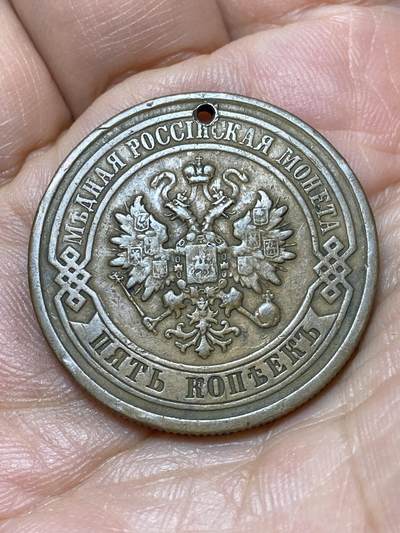 МѢДНАЯ РОССІЙСКАЯ МОНЕТА
ПЯТЬ КОПѢЕКЪ